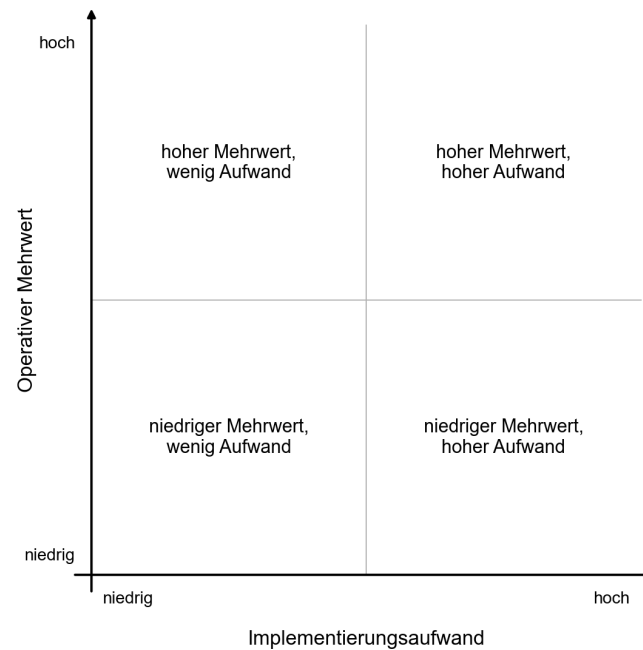 hoch
hoher Mehrwert,
wenig Aufwand
hoher Mehrwert,
hoher Aufwand
Operativer Mehrwert
niedriger Mehrwert,
wenig Aufwand
niedriger Mehrwert,
hoher Aufwand
niedrig
niedrig
hoch
Implementierungsaufwand